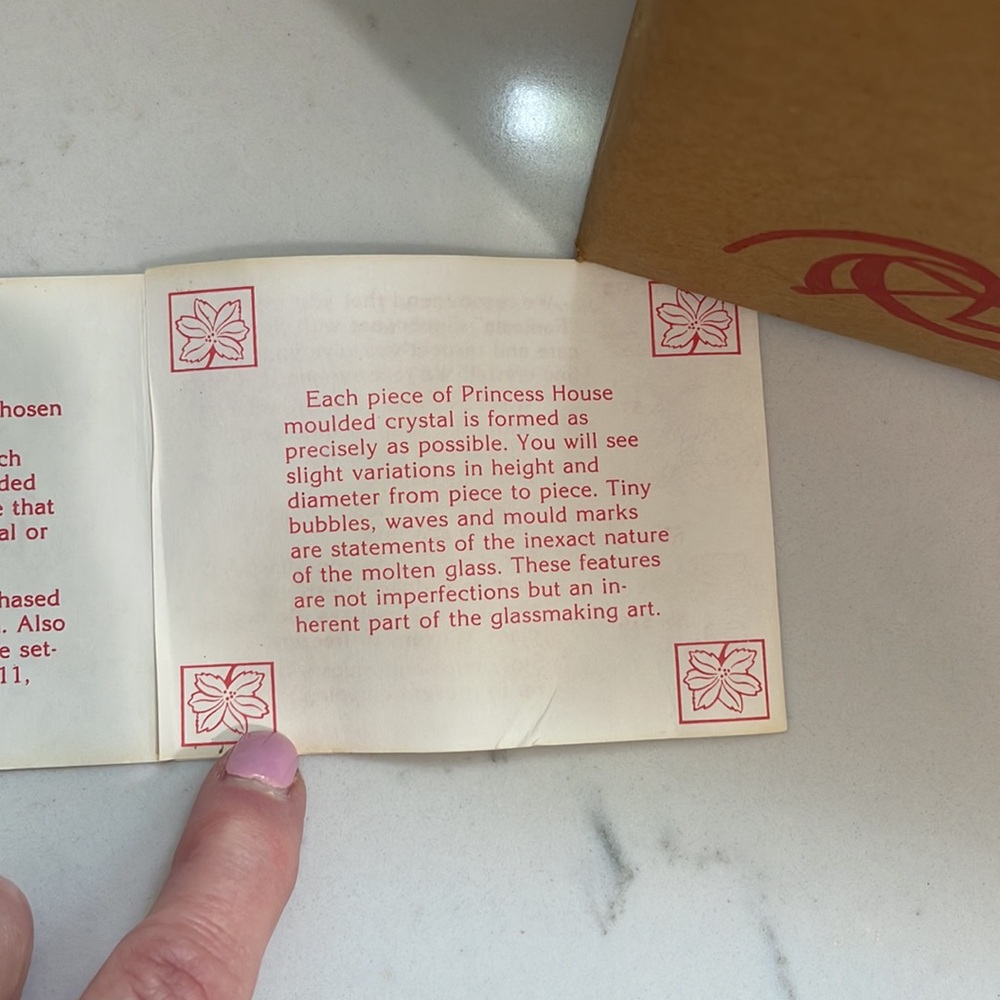 hosen
ch
ded
e that
al or
hased
. Also
e set-
11,
Each piece of Princess House
moulded crystal is formed as
precisely as possible. You will see
slight variations in height and
diameter from piece to piece. Tiny
bubbles, waves and mould marks
are statements of the inexact nature
of the molten glass. These features
are not imperfections but an in-
herent part of the glassmaking art.